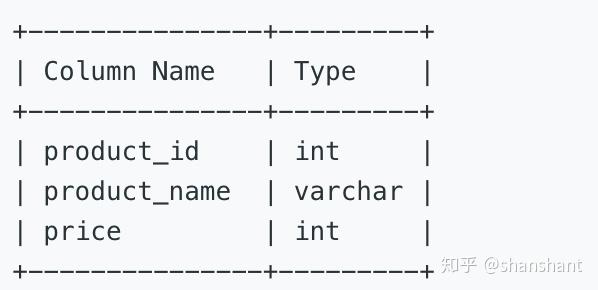 +---------------+---------+
| Column Name   | Type    |
+---------------+---------+
| product_id    | int     |
| product_name  | varchar |
| price         | int     |
+---------------+---------+
知乎 @shanshant